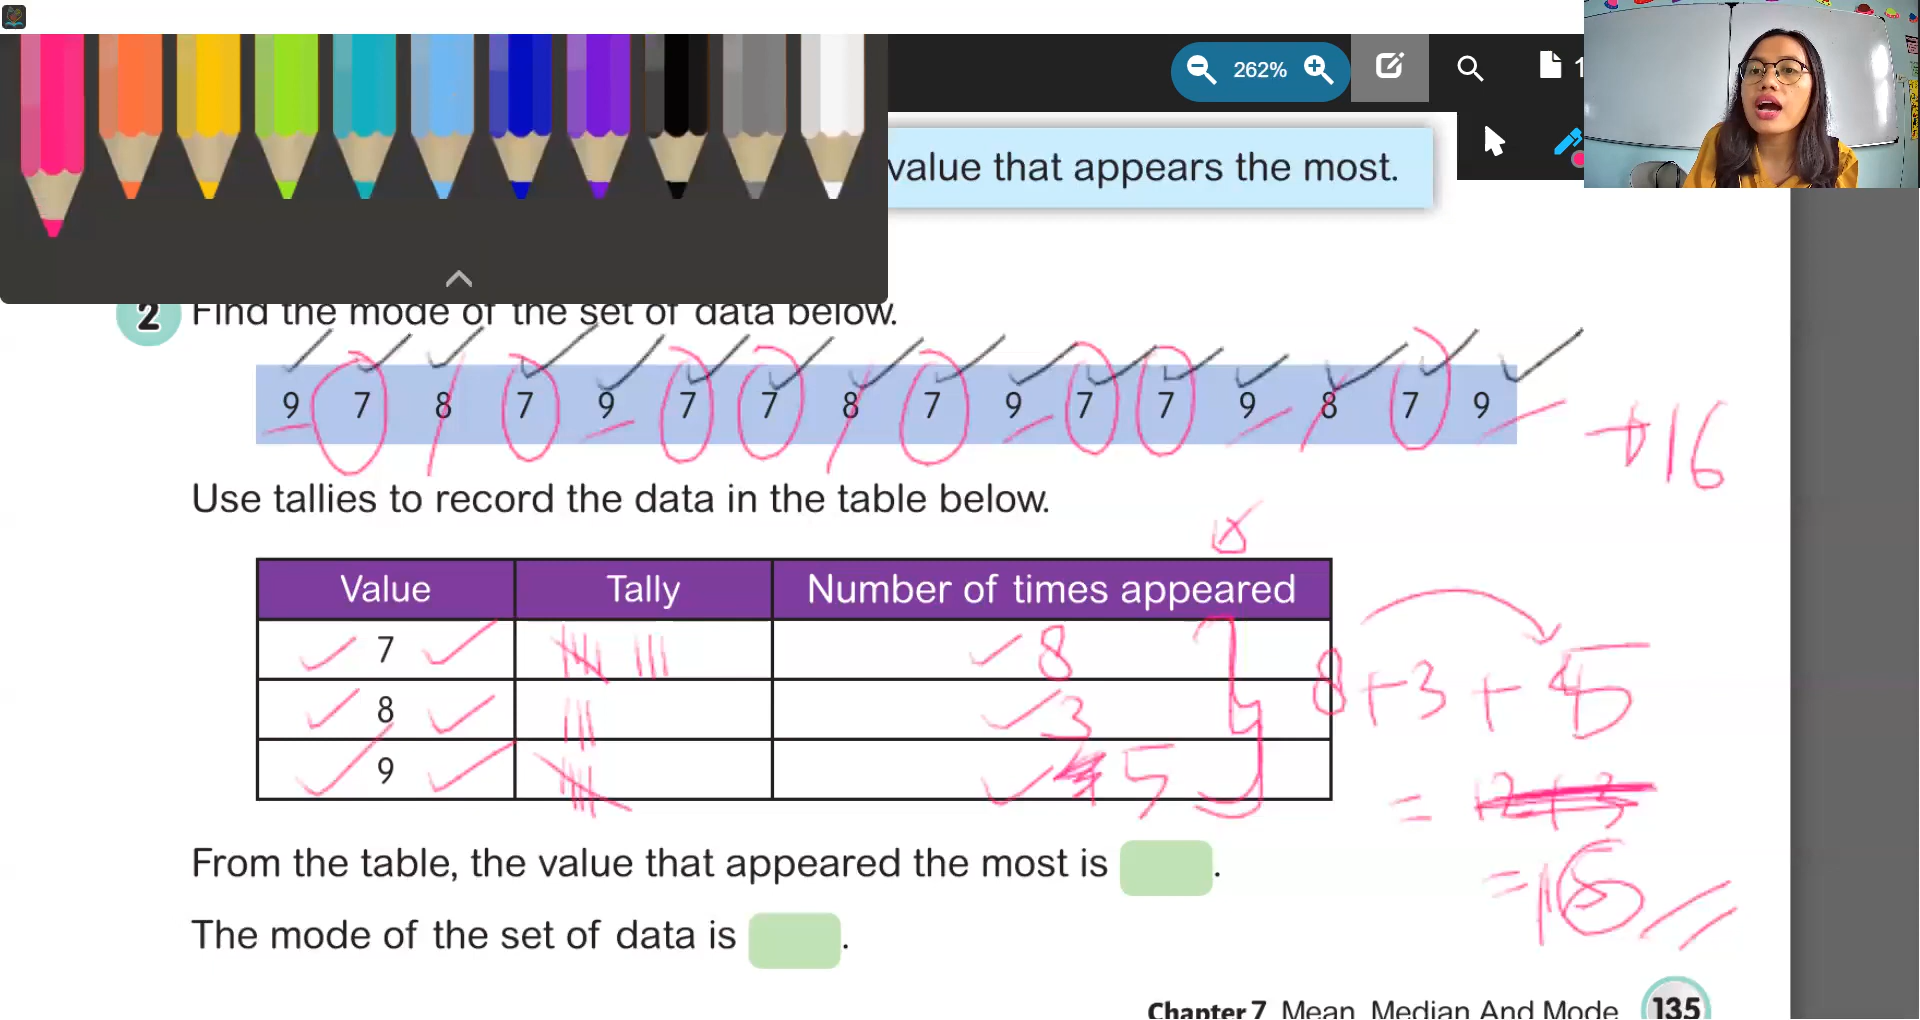 262%
value that appears the most.
2 Find the mode of the set of data below.
9 7 8 7 9 7 7 8 7 9 7 7 9 8 7 9
16
Use tallies to record the data in the table below.
Value Tally Number of times appeared
7 8
8 3
9 5
8+3+5
=
=16
From the table, the value that appeared the most is .
The mode of the set of data is .
Chapter 7 Mean, Median And Mode 135